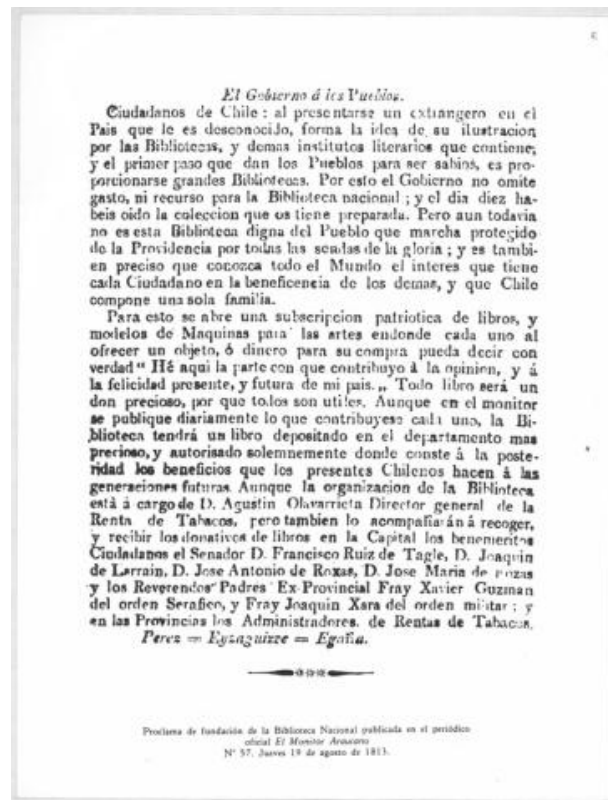 El Gobierno á los Pueblos.
Ciudadanos de Chile : al presentarse un extrangero en el
Pais que le es desconocido, forma la idea de su ilustracion
por las Bibliotecas, y demas institutos literarios que contiene;
y el primer paso que dan los Pueblos para ser sabios, es pro-
porcionarse grandes Bibliotecas. Por esto el Gobierno no omite
gasto, ni recurso para la Biblioteca nacional ; y el dia diez ha-
beis oido la coleccion que os tiene preparada. Pero aun todavia
no es esta Biblioteca digna del Pueblo que marcha protegido
de la Providencia por todas las sendas de la gloria ; y es tambi-
en preciso que conozca todo el Mundo el interes que tiene
cada Ciudadano en la beneficencia de los demas, y que Chile
compone una sola familia.
Para esto se abre una subscripcion patriotica de libros, y
modelos de Maquinas para las artes endonde cada uno al
ofrecer un objeto, ó dinero para su compra pueda decir con
verdad " Hé aqui la parte con que contribuyo á la opinion, y á
la felicidad presente, y futura de mi pais. „ Todo libro será un
don precioso, por que todos son utiles. Aunque en el monitor
se publique diariamente lo que contribuyese cada uno, la Bi-
blioteca tendrá un libro depositado en el departamento mas
precioso, y autorisado solemnemente donde conste á la poste-
ridad los beneficios que los presentes Chilenos hacen á las
generaciones futuras. Aunque la organizacion de la Biblioteca
está á cargo de D. Agustin Olavarrieta Director general de la
Renta de Tabacos, pero tambien lo acompañarán á recoger,
y recibir los donativos de libros en la Capital los benemeritos
Ciudadanos el Senador D. Francisco Ruiz de Tagle, D. Joaquin
de Larrain, D. Jose Antonio de Roxas, D. Jose Maria de Rozas
y los Reverendos Padres Ex-Provincial Fray Xavier Guzman
del orden Serafico, y Fray Joaquin Xara del orden militar ; y
en las Provincias los Administradores. de Rentas de Tabacos.
Perez = Eyzaguirre = Egaña.
Proclama de fundación de la Biblioteca Nacional publicada en el periódico
oficial El Monitor Araucano
N° 57. Jueves 19 de agosto de 1813.